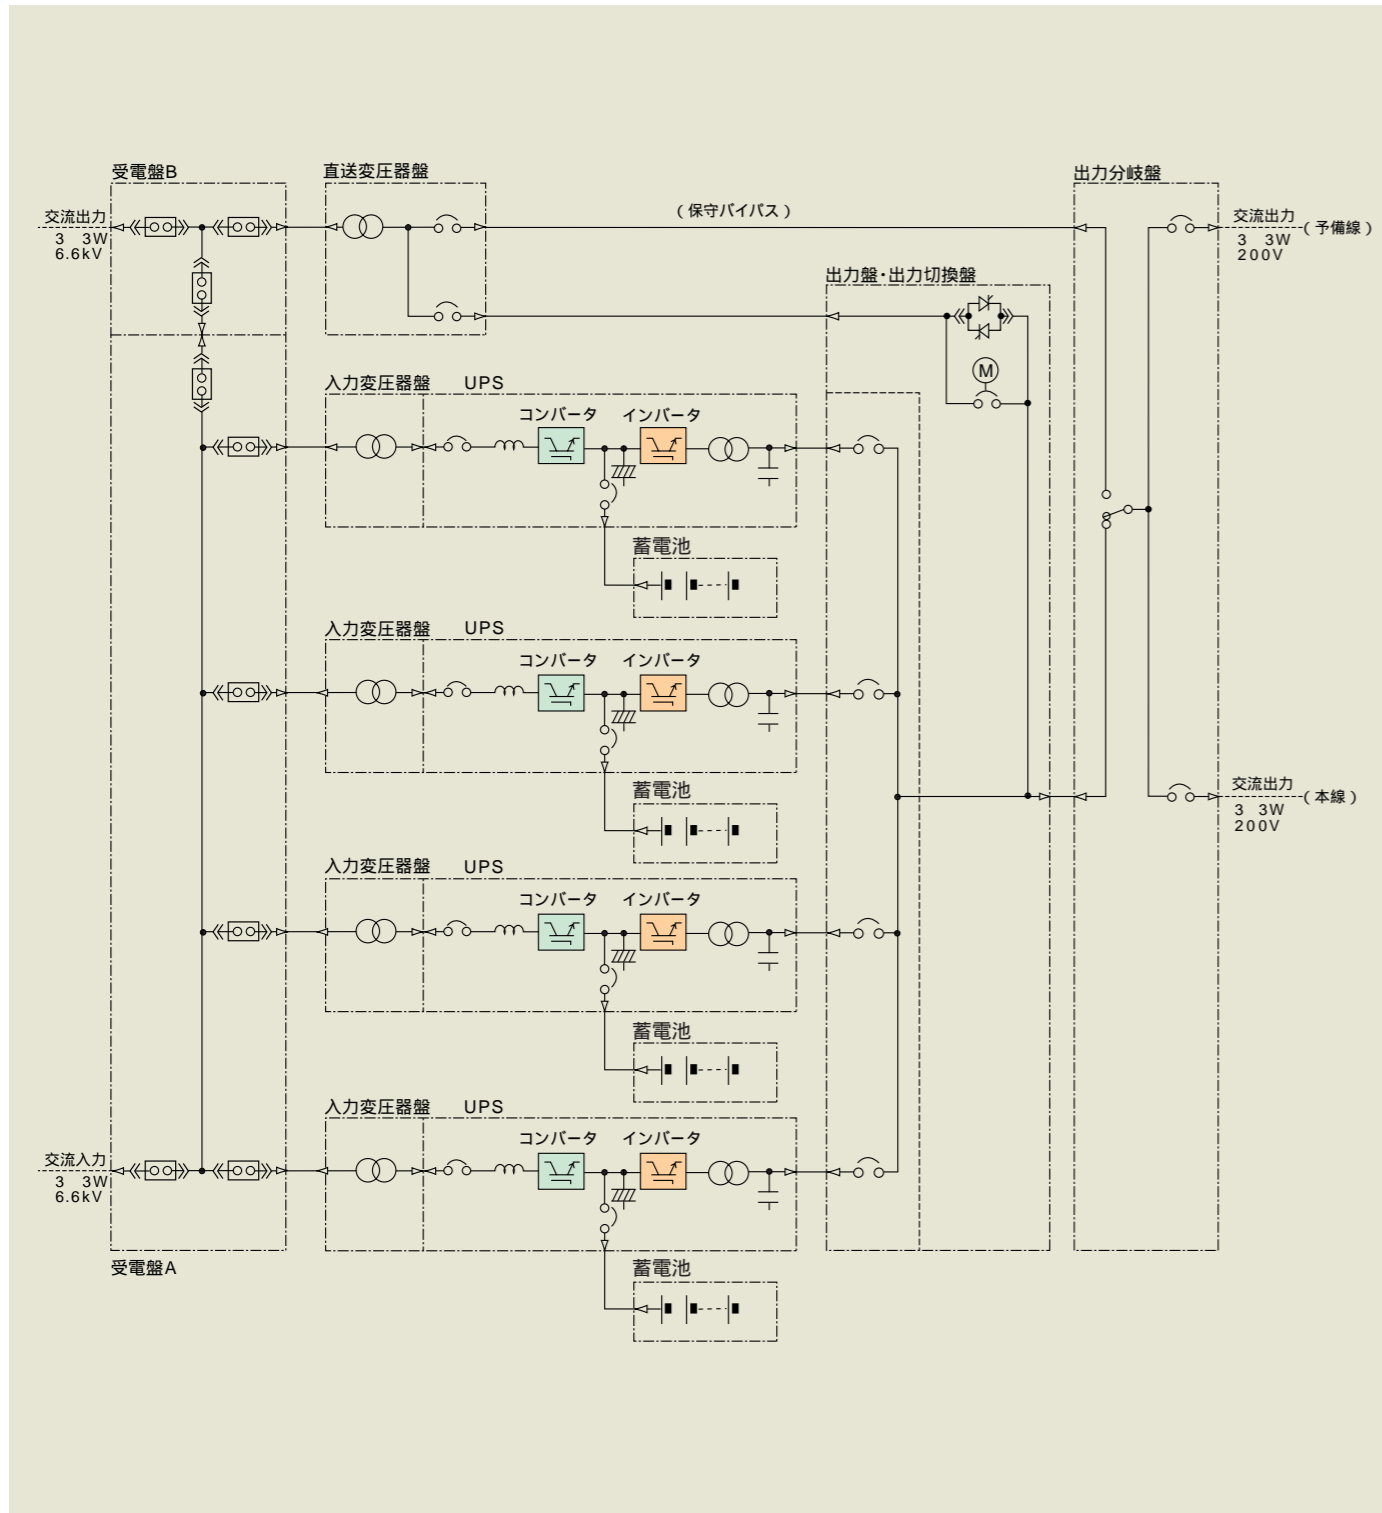 受電盤B
直送変圧器盤
出力分岐盤
交流出力
3 3W
6.6kV
(保守バイパス)
交流出力
(予備線)
3 3W
200V
出力盤・出力切換盤
M
入力変圧器盤 UPS
コンバータ インバータ
蓄電池
入力変圧器盤 UPS
コンバータ インバータ
蓄電池
交流出力
(本線)
3 3W
200V
入力変圧器盤 UPS
コンバータ インバータ
蓄電池
入力変圧器盤 UPS
コンバータ インバータ
交流入力
3 3W
6.6kV
受電盤A
蓄電池